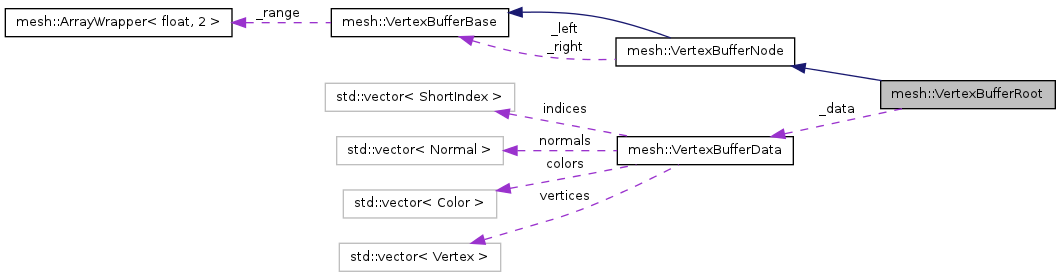 mesh::ArrayWrapper< float, 2 >
_range
mesh::VertexBufferBase
_left
_right
mesh::VertexBufferNode
mesh::VertexBufferRoot
std::vector< ShortIndex >
indices
_data
std::vector< Normal >
normals
mesh::VertexBufferData
colors
std::vector< Color >
vertices
std::vector< Vertex >